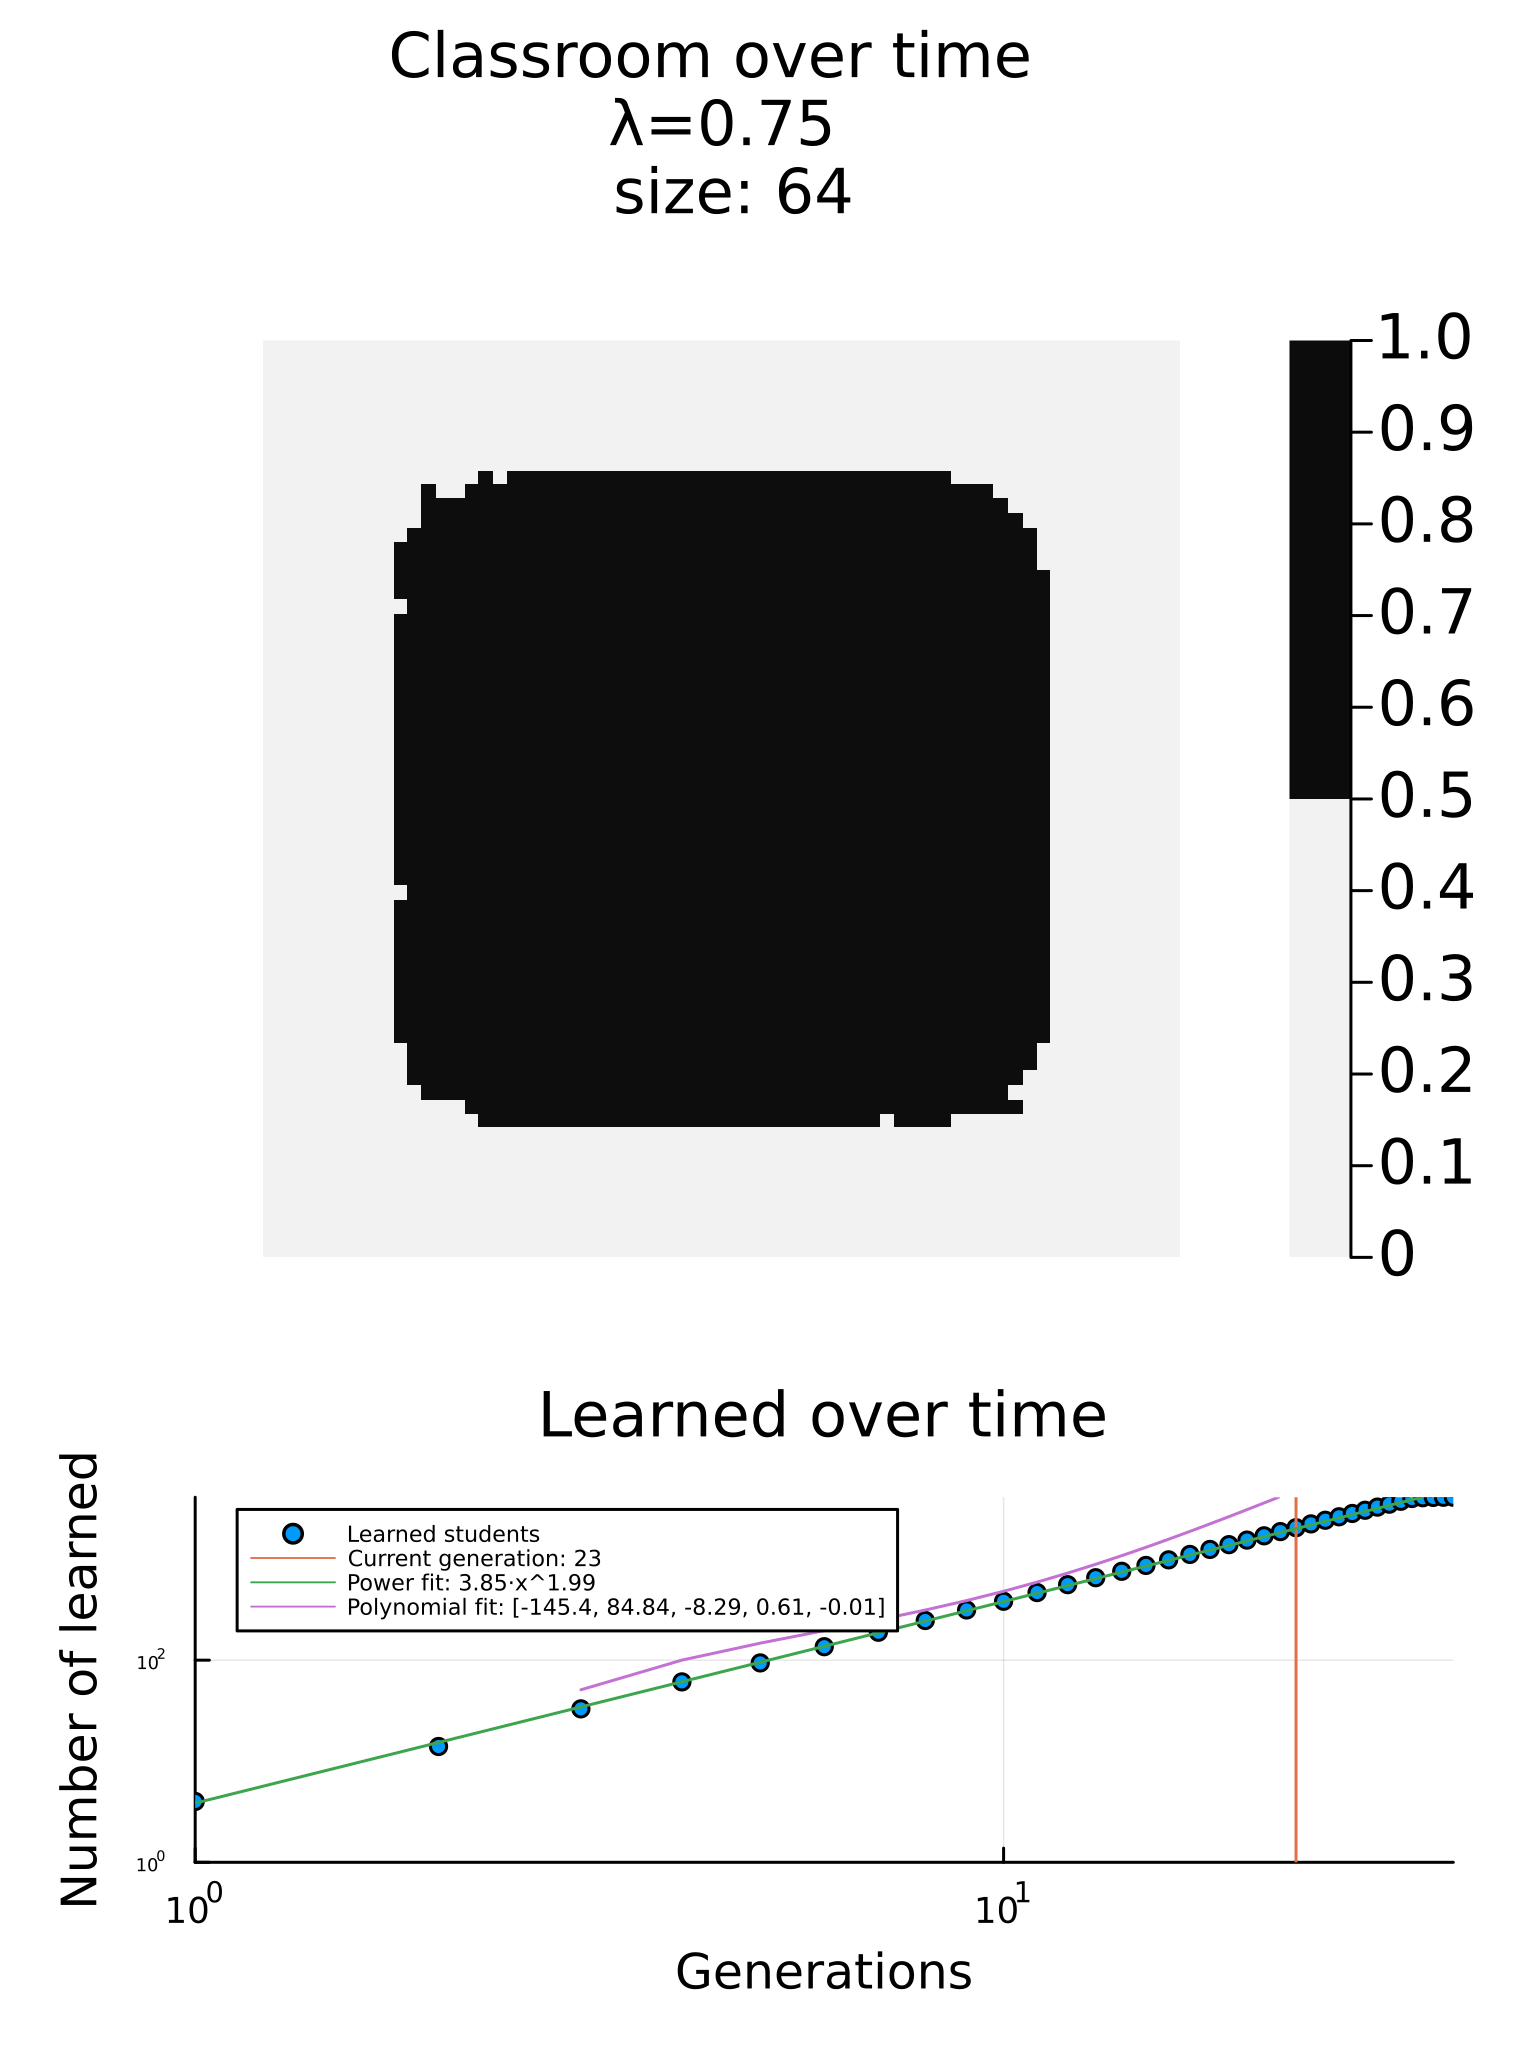 Classroom over time
λ=0.75
size: 64
1.0
0.9
0.8
0.7
0.6
0.5
0.4
0.3
0.2
0.1
0
Learned over time
Number of learned
Learned students
Current generation: 23
Power fit: 3.85·x^1.99
Polynomial fit: [-145.4, 84.84, -8.29, 0.61, -0.01]
10²
10⁰
10⁰
10¹
Generations